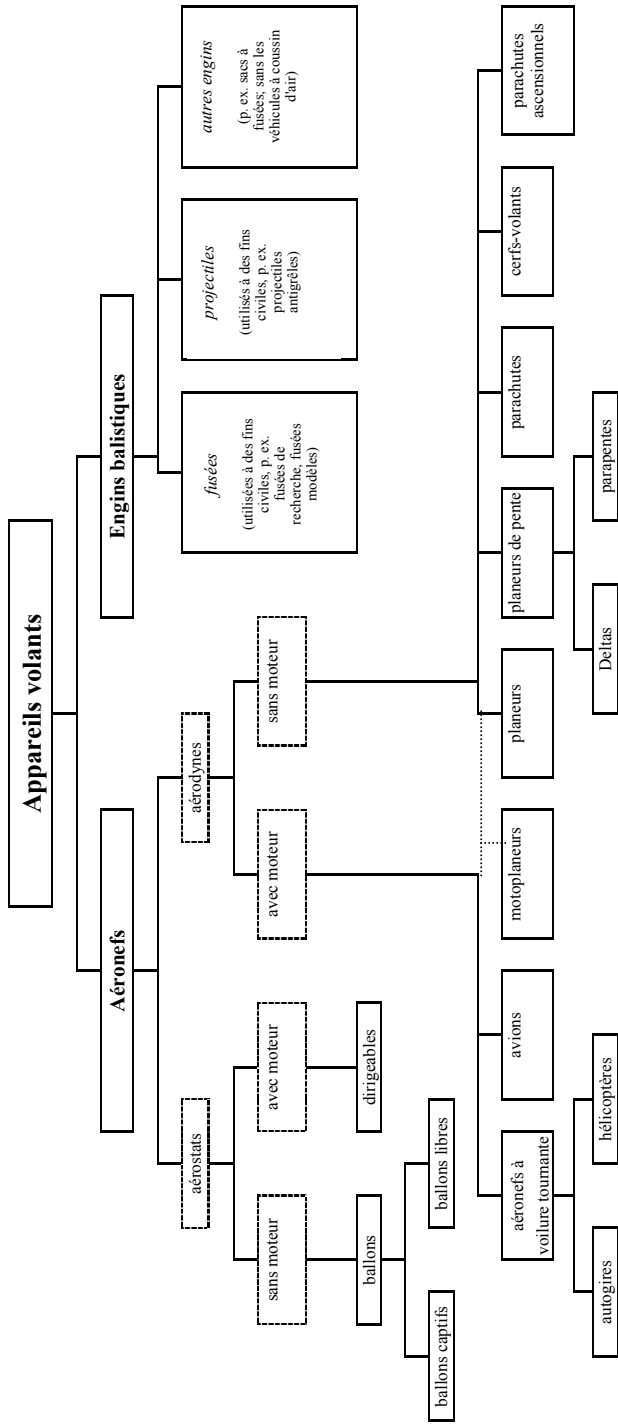 Appareils volants
Aéronefs
Engins balistiques
aérostats
aérodynes
fusées
(utilisées à des fins
civiles, p. ex.
fusées de
recherche, fusées
modèles)
projectiles
(utilisés à des fins
civiles, p. ex.
projectiles
antigrêles)
autres engins
(p. ex. sacs à
fusées; sans les
véhicules à coussin
d'air)
sans moteur
avec moteur
avec moteur
sans moteur
ballons
dirigeables
ballons captifs
ballons libres
aéronefs à
voilure tournante
avions
motoplaneurs
planeurs
planeurs de pente
parachutes
cerfs-volants
parachutes
ascensionnels
autogires
hélicoptères
Deltas
parapentes